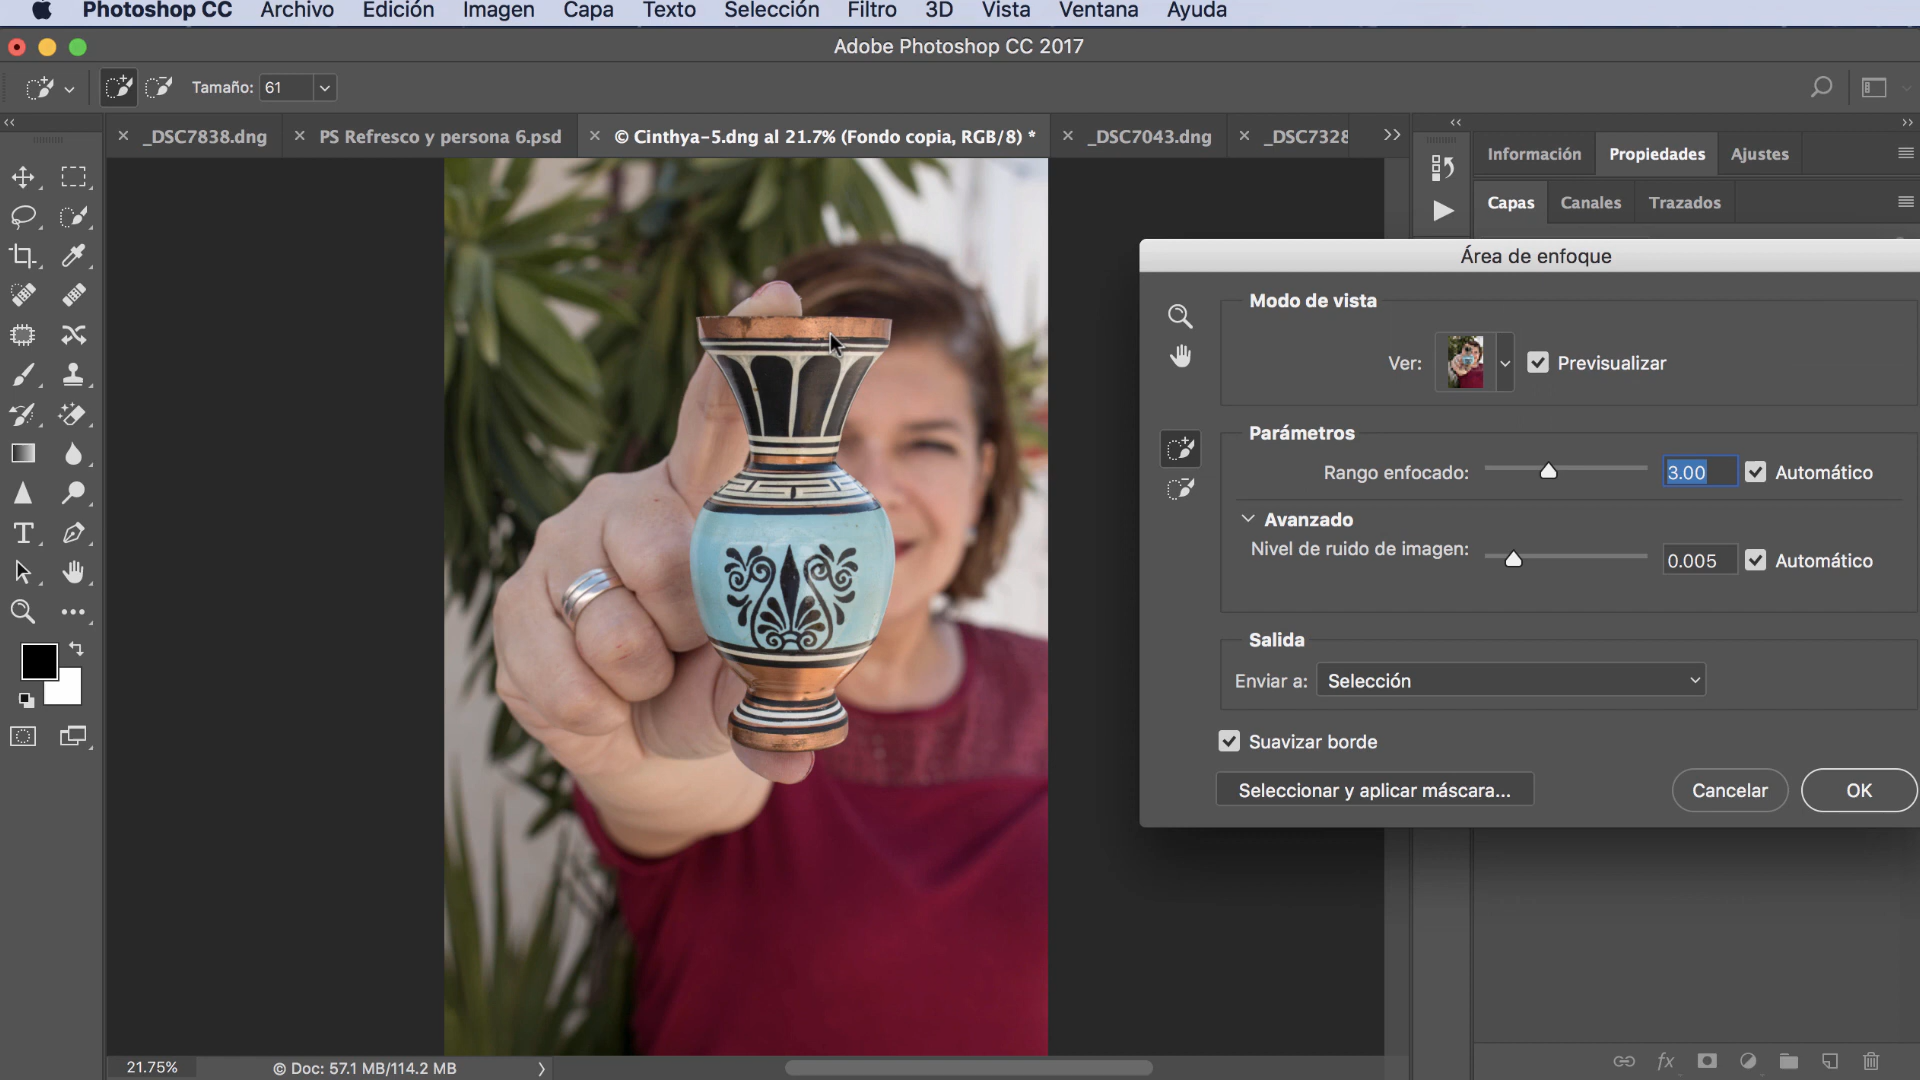 Photoshop CC Archivo Edición Imagen Capa Texto Selección Filtro 3D Vista Ventana Ayuda
Adobe Photoshop CC 2017
Tamaño: 61
_DSC7838.dng PS Refresco y persona 6.psd © Cinthya-5.dng al 21.7% (Fondo copia, RGB/8) * _DSC7043.dng _DSC7328
Información Propiedades Ajustes
Capas Canales Trazados
Área de enfoque
Modo de vista
Ver: Previsualizar
Parámetros
Rango enfocado: 3.00 Automático
Avanzado
Nivel de ruido de imagen: 0.005 Automático
Salida
Enviar a: Selección
Suavizar borde
Seleccionar y aplicar máscara... Cancelar OK
21.75% © Doc: 57.1 MB/114.2 MB
fx